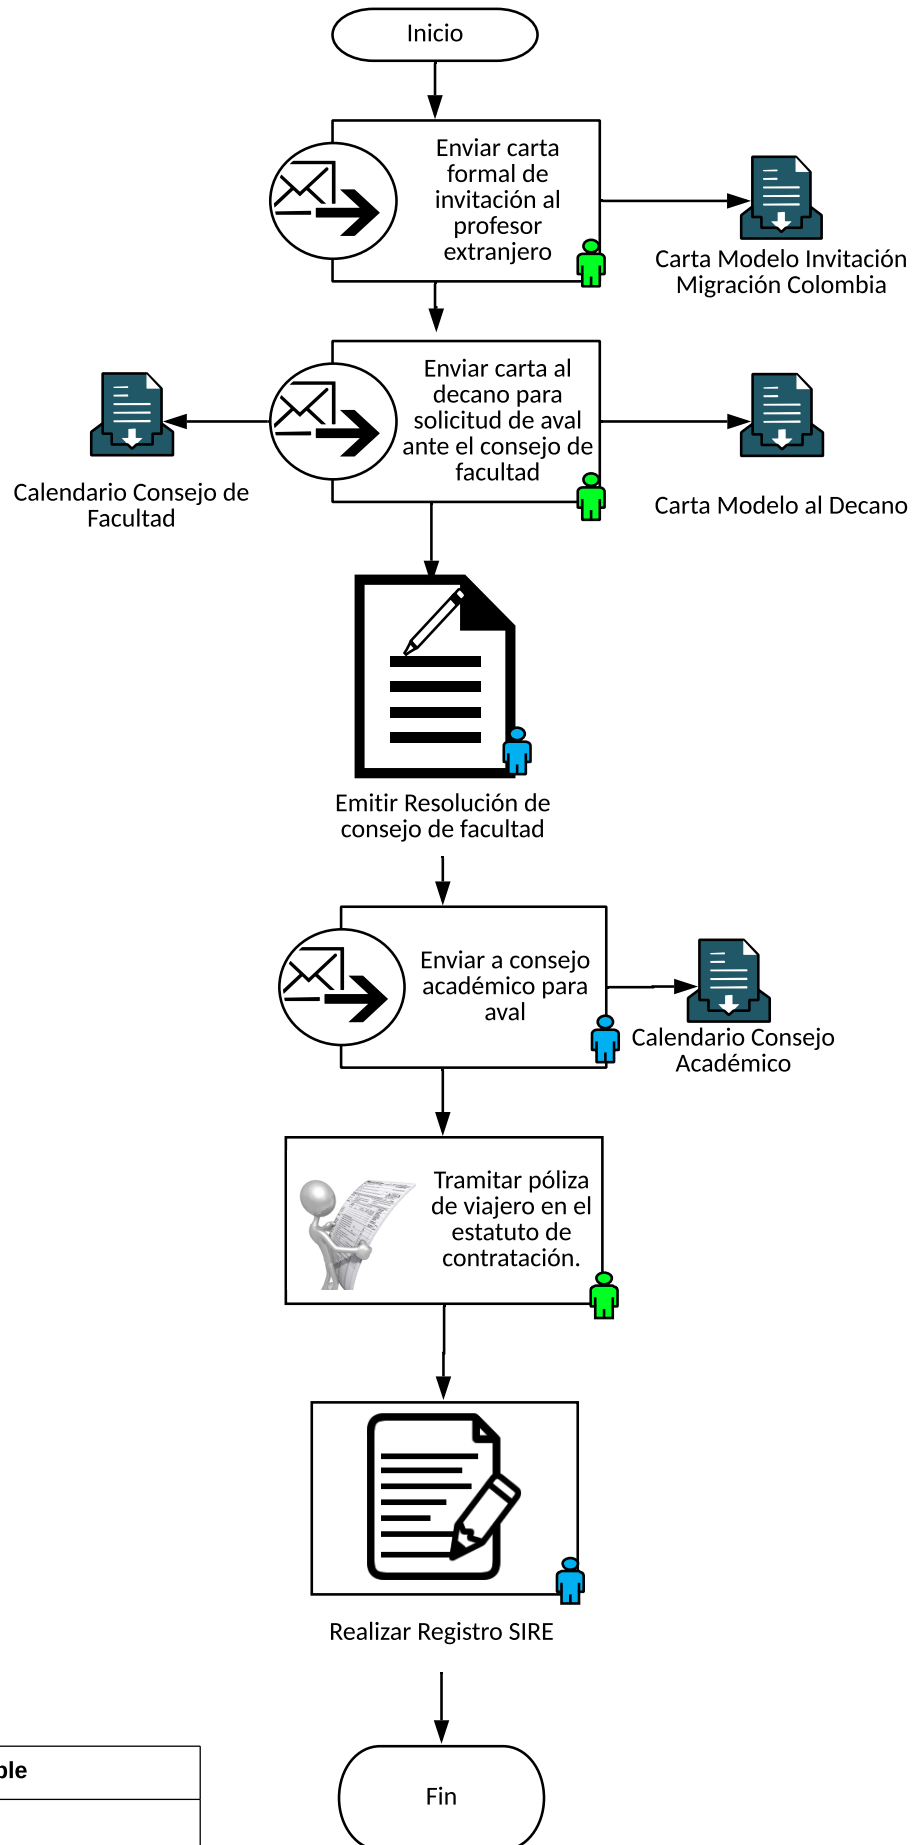 Inicio
Enviar carta
formal de
invitación al
profesor
extranjero
Carta Modelo Invitación
Migración Colombia
Enviar carta al
decano para
solicitud de aval
ante el consejo de
facultad
Calendario Consejo de
Facultad
Carta Modelo al Decano
Emitir Resolución de
consejo de facultad
Enviar a consejo
académico para
aval
Calendario Consejo
Académico
Tramitar póliza
de viajero en el
estatuto de
contratación.
Realizar Registro SIRE
Fin